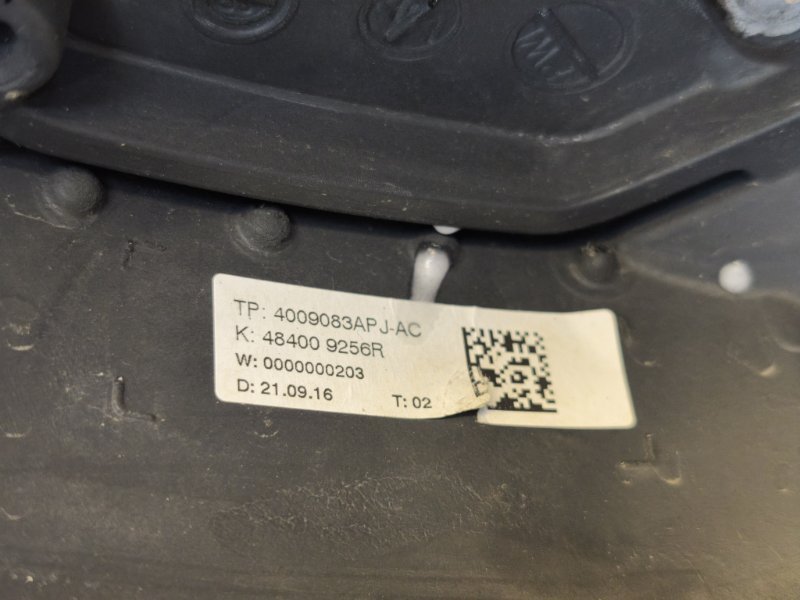 TP: 4009083APJ-AC
K: 48400 9256R
W: 0000000203
D: 21.09.16 T: 02